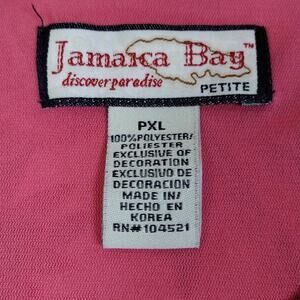 Jamaica Bay™
discover paradise
PETITE
PXL
100%POLYESTER/
POLIESTER
EXCLUSIVE OF
DECORATION
EXCLUSIVO DE
DECORACION
MADE IN/
HECHO EN
KOREA
RN#104521